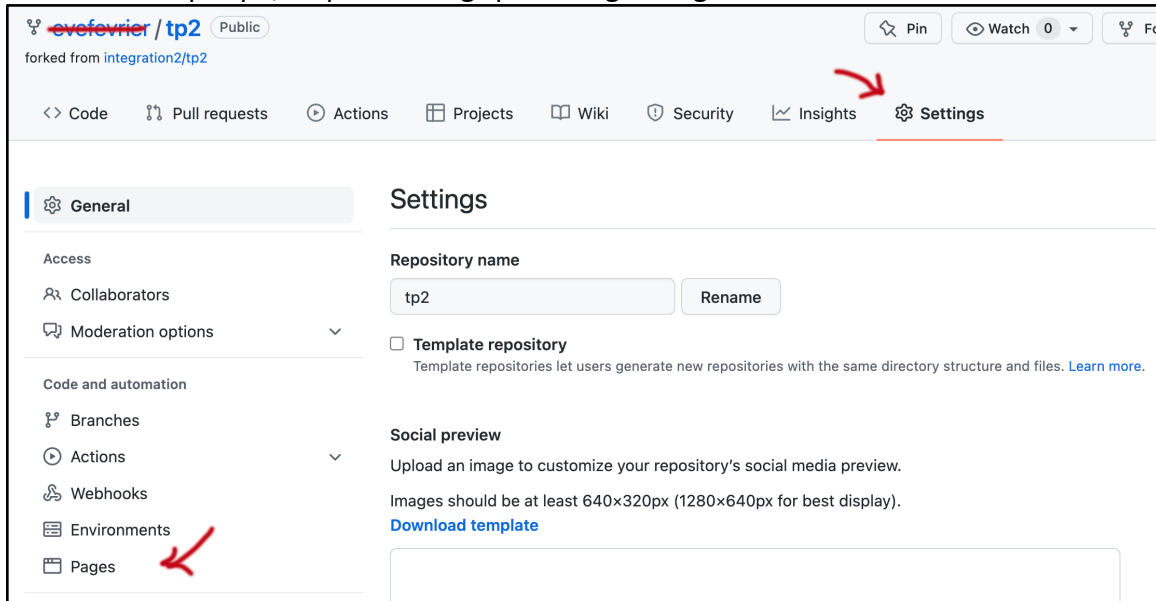 evefevrier / tp2 Public
Pin
Watch 0
forked from integration2/tp2
Code
Pull requests
Actions
Projects
Wiki
Security
Insights
Settings
General
Access
Collaborators
Moderation options
Code and automation
Branches
Actions
Webhooks
Environments
Pages
Settings
Repository name
tp2
Rename
Template repository
Template repositories let users generate new repositories with the same directory structure and files. Learn more.
Social preview
Upload an image to customize your repository's social media preview.
Images should be at least 640×320px (1280×640px for best display).
Download template